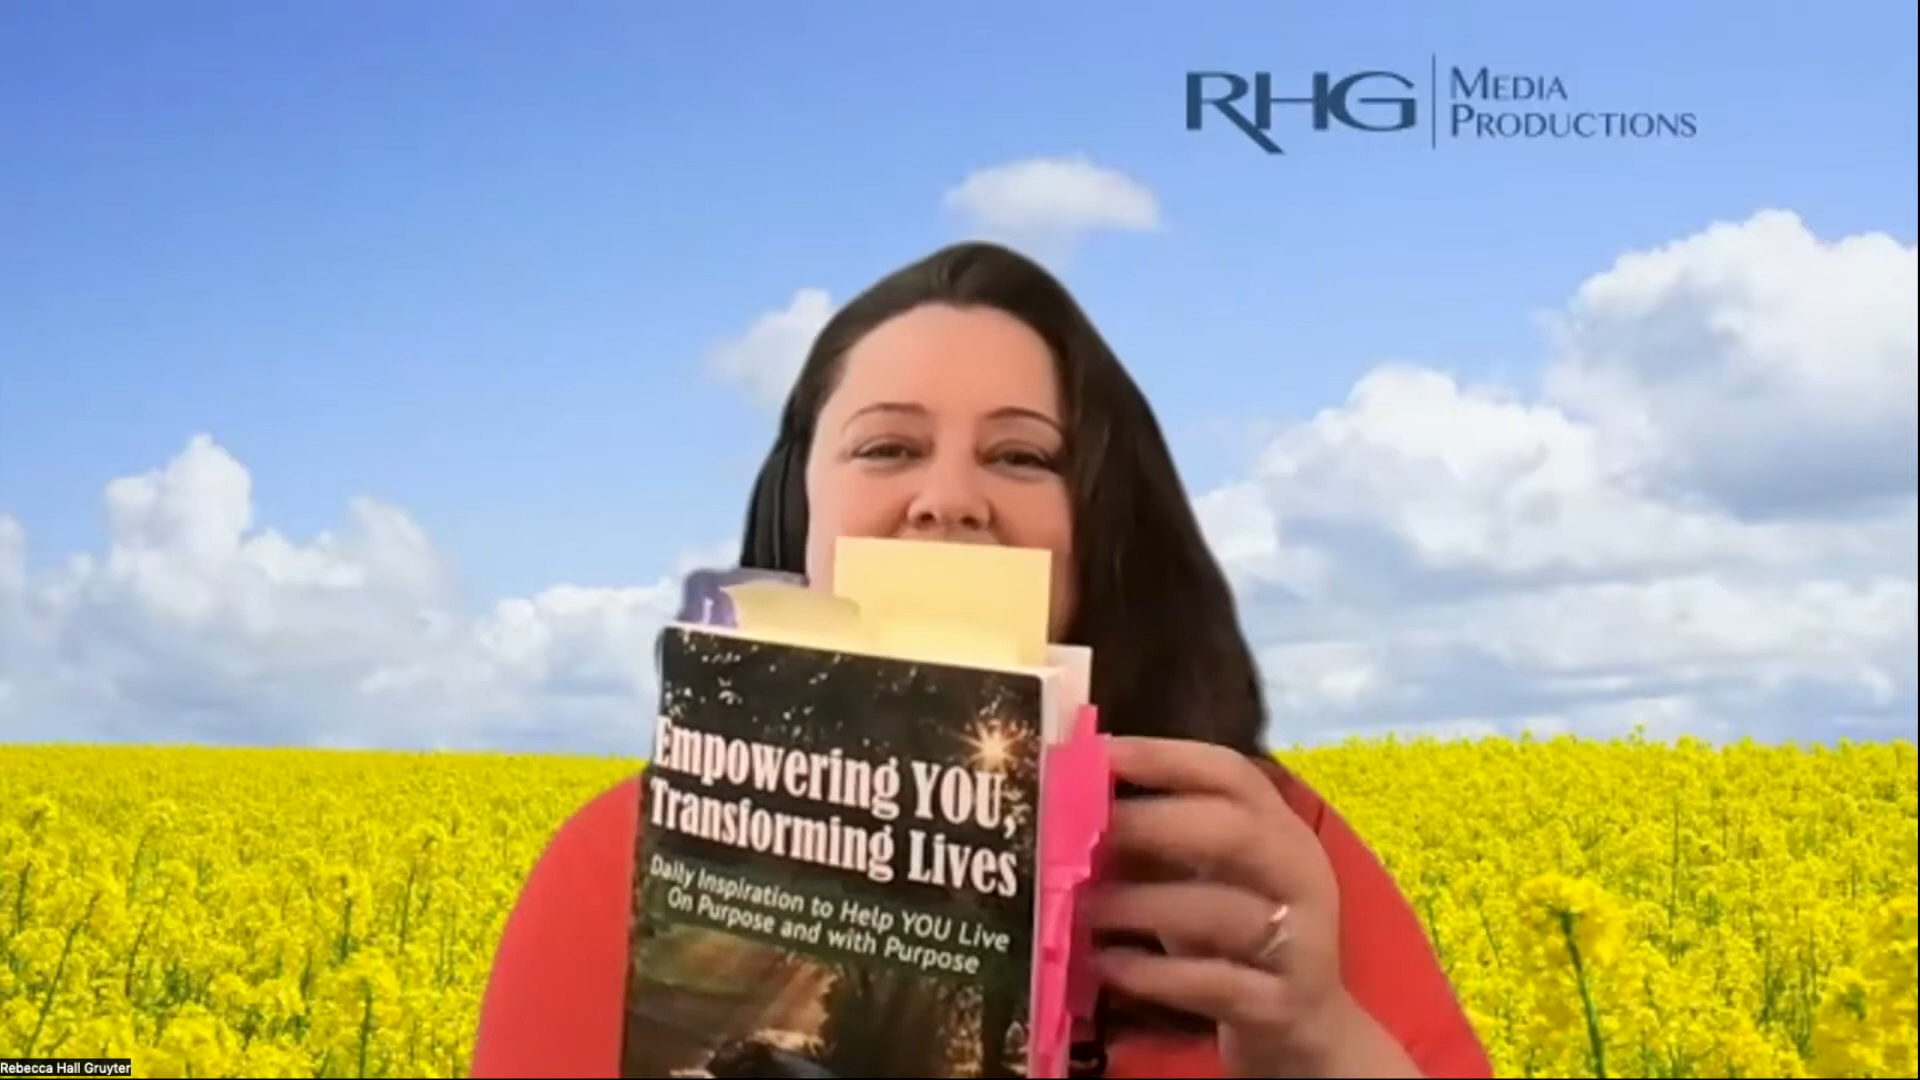 RHG MEDIA
PRODUCTIONS
Empowering YOU,
Transforming Lives
Daily Inspiration to Help YOU Live
On Purpose and with Purpose
Rebecca Hall Gruyter